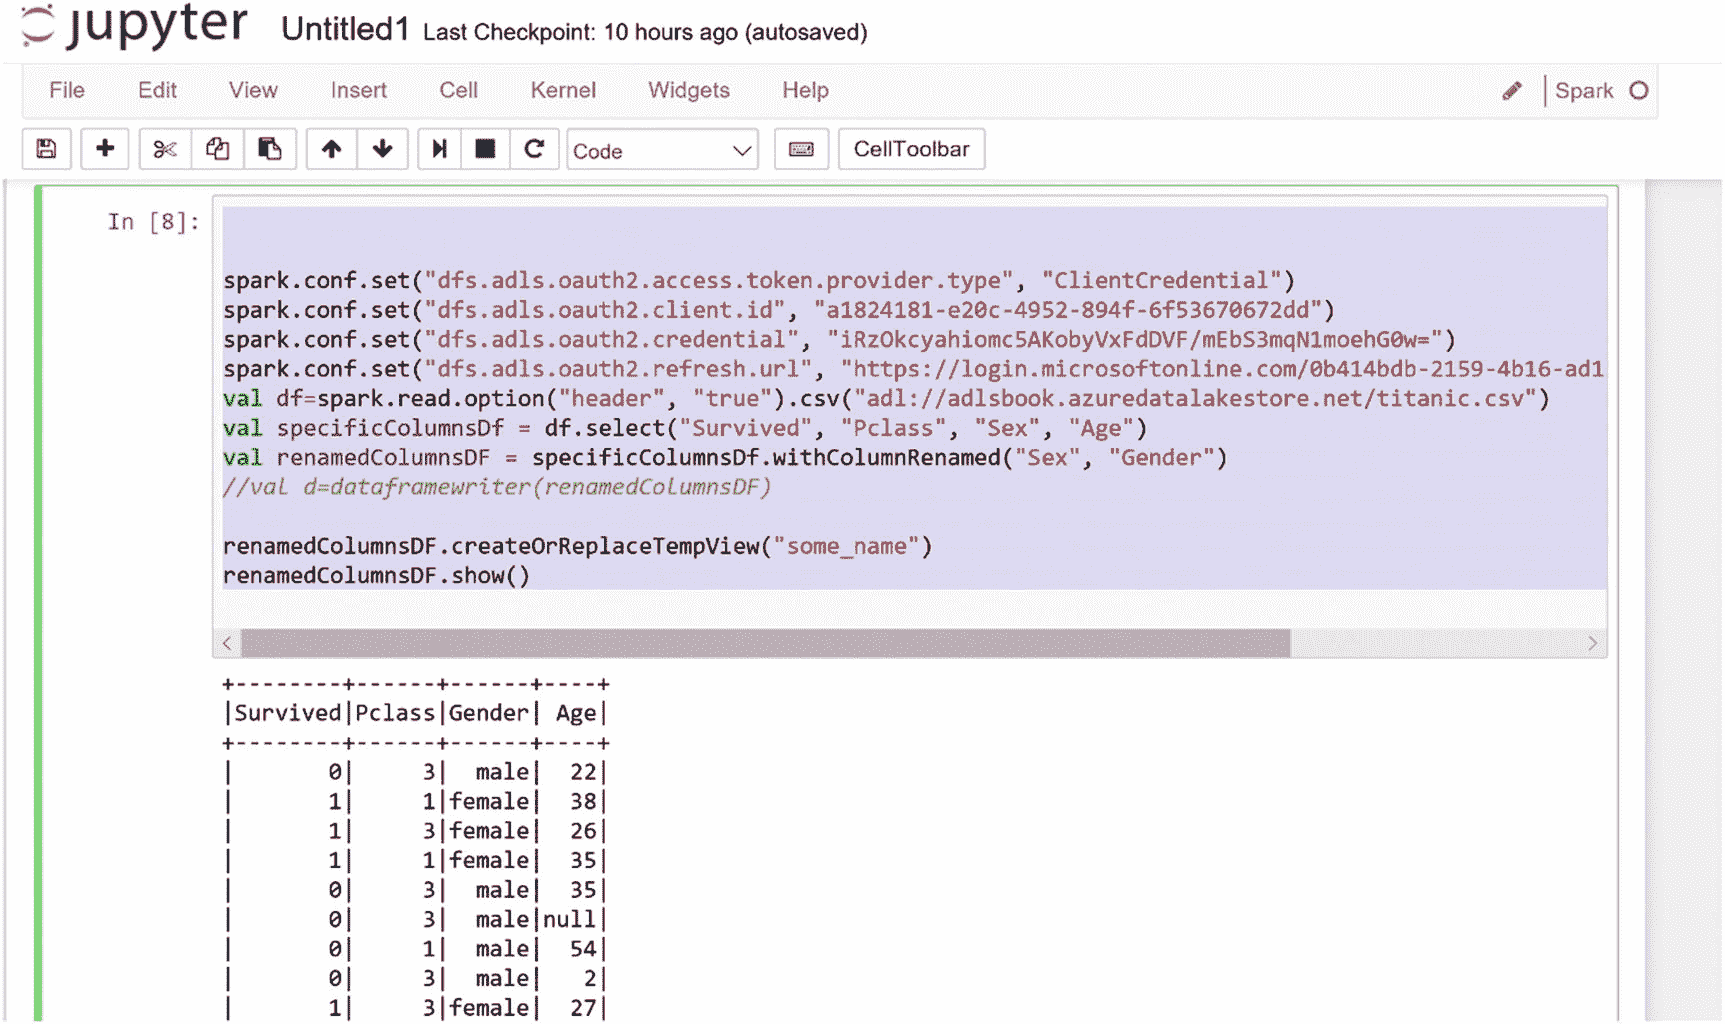 jupyter Untitled1 Last Checkpoint: 10 hours ago (autosaved)
File Edit View Insert Cell Kernel Widgets Help Spark
Code CellToolbar
In [8]:
spark.conf.set("dfs.adls.oauth2.access.token.provider.type", "ClientCredential")
spark.conf.set("dfs.adls.oauth2.client.id", "a1824181-e20c-4952-894f-6f53670672dd")
spark.conf.set("dfs.adls.oauth2.credential", "iRzOkcyahiomc5AKobyVxFdDVF/mEbS3mqN1moehG0w=")
spark.conf.set("dfs.adls.oauth2.refresh.url", "https://login.microsoftonline.com/0b414bdb-2159-4b16-ad1
val df=spark.read.option("header", "true").csv("adl://adlsbook.azuredatalakestore.net/titanic.csv")
val specificColumnsDf = df.select("Survived", "Pclass", "Sex", "Age")
val renamedColumnsDF = specificColumnsDf.withColumnRenamed("Sex", "Gender")
//val d=dataframewriter(renamedColumnsDF)
renamedColumnsDF.createOrReplaceTempView("some_name")
renamedColumnsDF.show()
+--------+------+------+----+
|Survived|Pclass|Gender| Age|
+--------+------+------+----+
|       0|     3|  male|  22|
|       1|     1|female|  38|
|       1|     3|female|  26|
|       1|     1|female|  35|
|       0|     3|  male|  35|
|       0|     3|  male|null|
|       0|     1|  male|  54|
|       0|     3|  male|   2|
|       1|     3|female|  27|